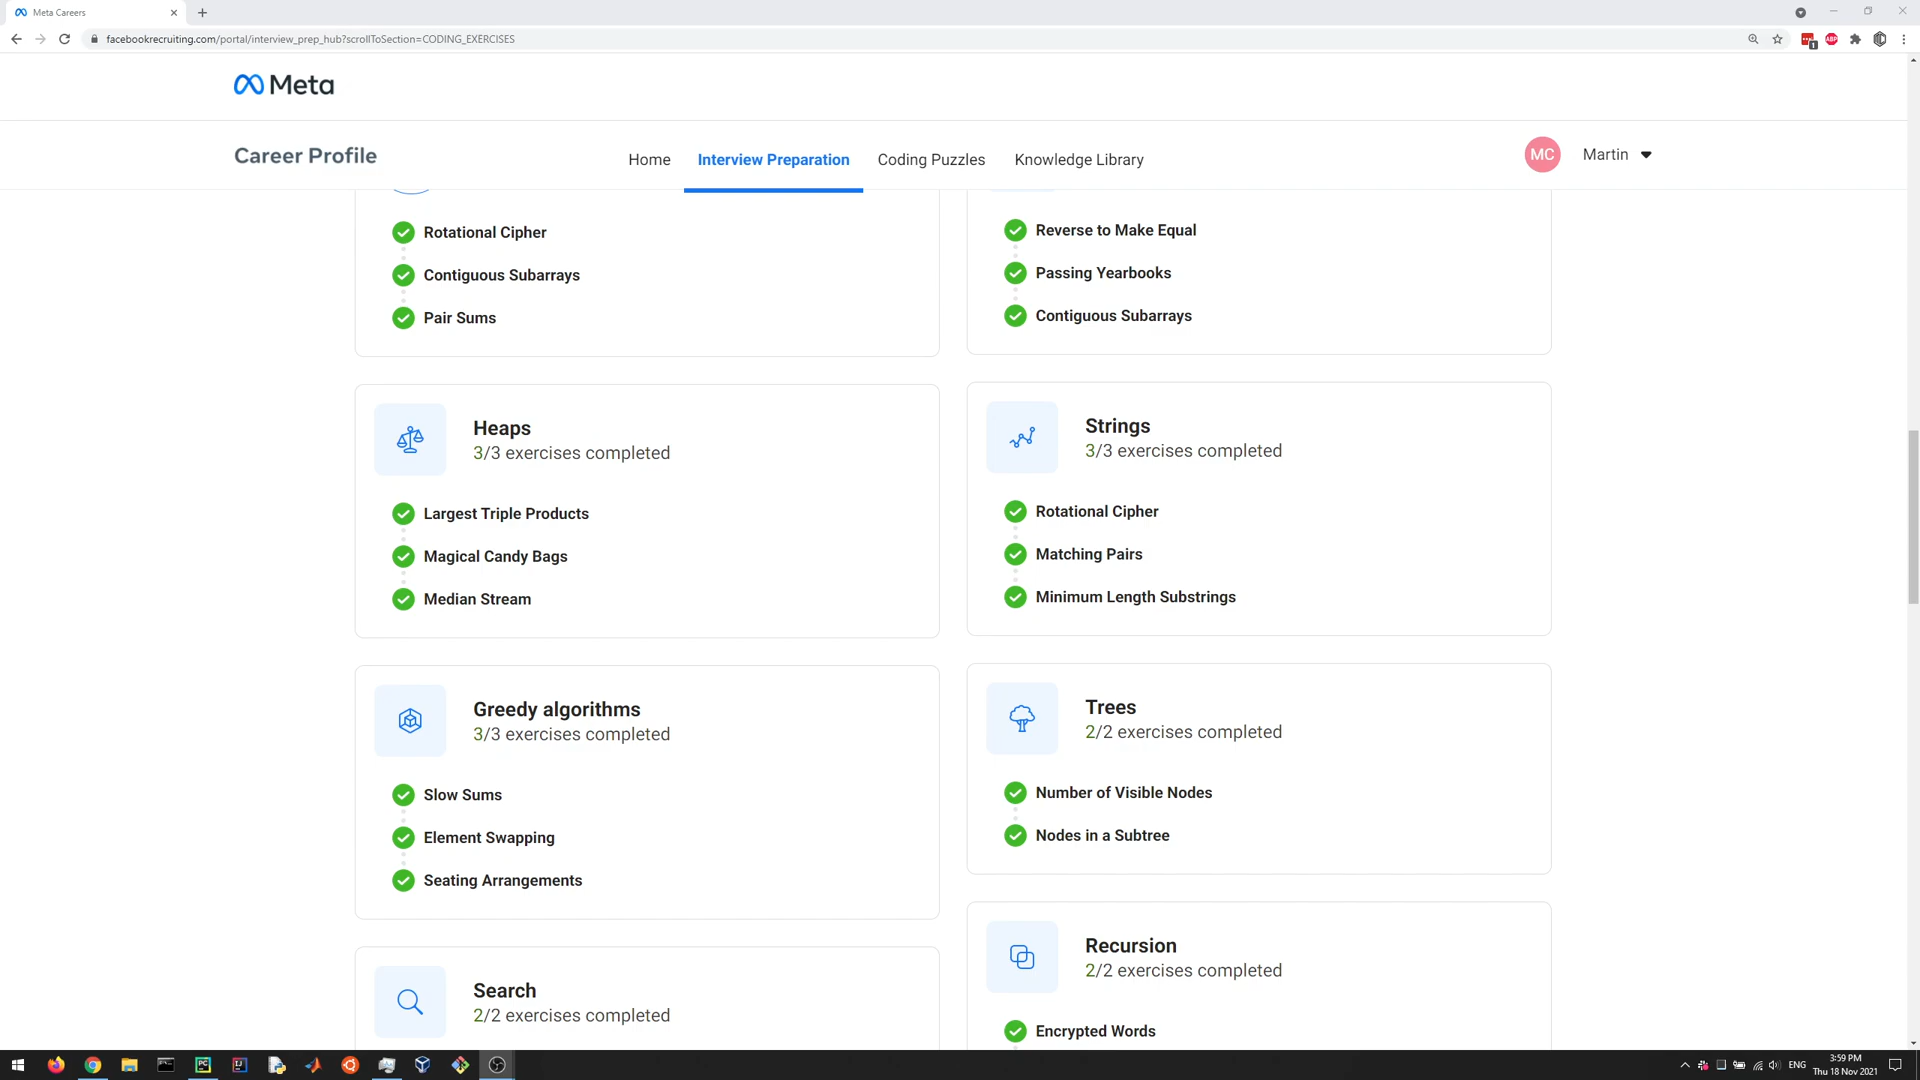 Meta Careers
facebookrecruiting.com/portal/interview_prep_hub?scrollToSection=CODING_EXERCISES
1
ABP
Meta
Career Profile
Home
Interview Preparation
Coding Puzzles
Knowledge Library
MC
Martin
Rotational Cipher
Contiguous Subarrays
Pair Sums
Reverse to Make Equal
Passing Yearbooks
Contiguous Subarrays
Heaps
3/3 exercises completed
Largest Triple Products
Magical Candy Bags
Median Stream
Strings
3/3 exercises completed
Rotational Cipher
Matching Pairs
Minimum Length Substrings
Greedy algorithms
3/3 exercises completed
Slow Sums
Element Swapping
Seating Arrangements
Trees
2/2 exercises completed
Number of Visible Nodes
Nodes in a Subtree
Search
2/2 exercises completed
Recursion
2/2 exercises completed
Encrypted Words
PC
IJ
ENG
3:59 PM
Thu 18 Nov 2021